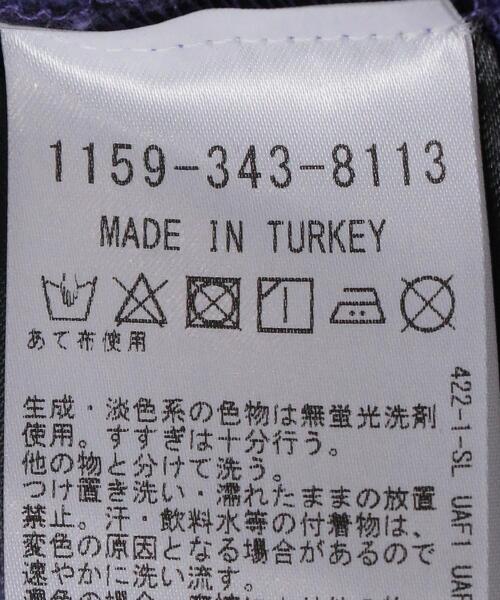 1159-343-8113
MADE IN TURKEY
あて布使用
生成・淡色系の色物は無蛍光洗剤
使用。すすぎは十分行う。
他の物と分けて洗う。
つけ置き洗い・濡れたままの放置
禁止。汗・飲料水等の付着物は、
変色の原因となる場合があるので
速やかに洗い流す。
422-1-SL UAF1 UAF